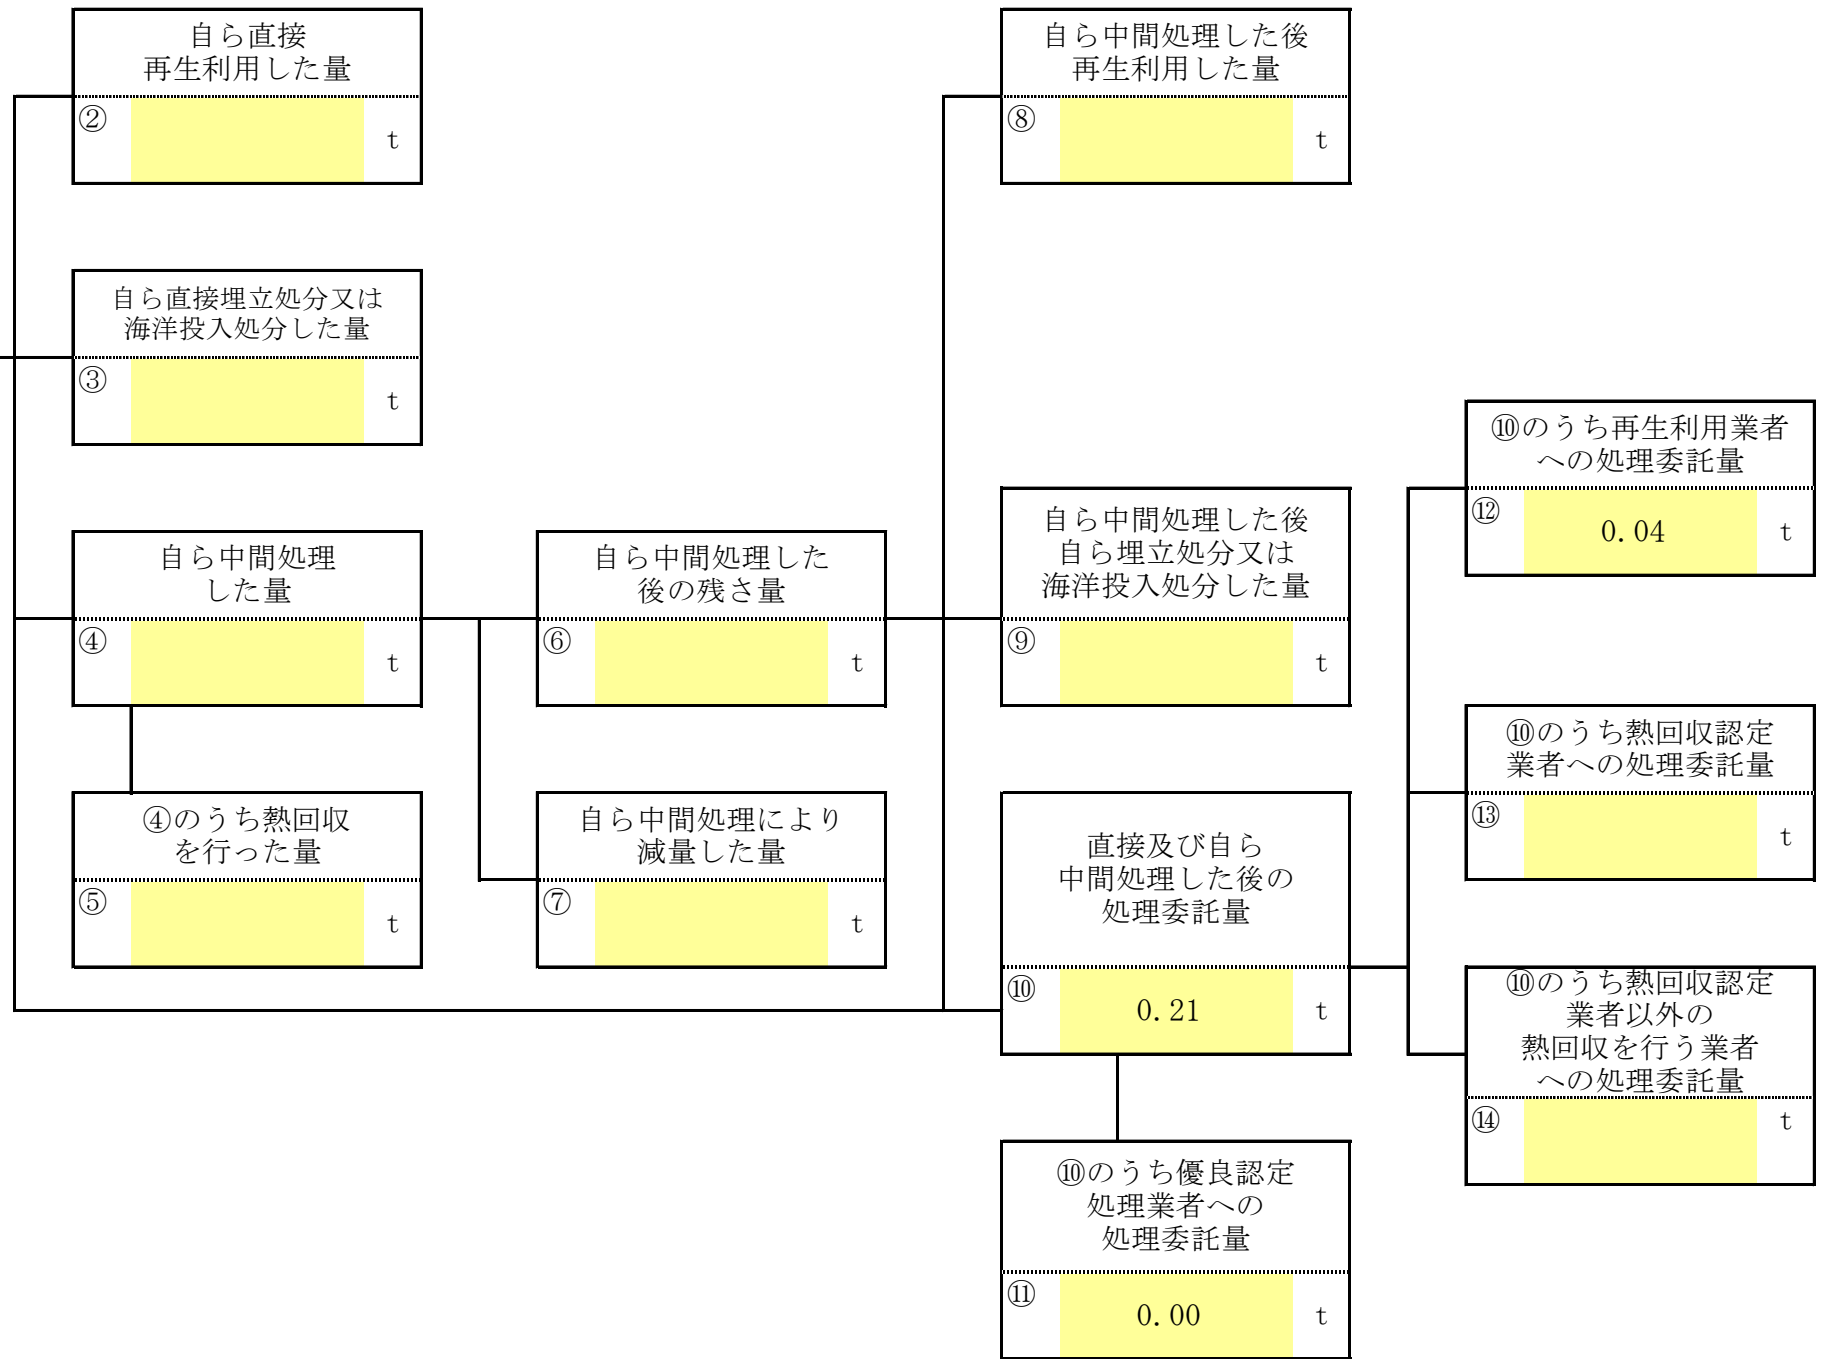 自ら直接
再生利用した量
②
t
自ら中間処理した後
再生利用した量
⑧
t
自ら直接埋立処分又は
海洋投入処分した量
③
t
⑩のうち再生利用業者
への処理委託量
⑫ 0.04 t
自ら中間処理
した量
④
t
自ら中間処理した
後の残さ量
⑥
t
自ら中間処理した後
自ら埋立処分又は
海洋投入処分した量
⑨
t
⑩のうち熱回収認定
業者への処理委託量
⑬
t
④のうち熱回収
を行った量
⑤
t
自ら中間処理により
減量した量
⑦
t
直接及び自ら
中間処理した後の
処理委託量
⑩ 0.21 t
⑩のうち熱回収認定
業者以外の
熱回収を行う業者
への処理委託量
⑭ t
⑩のうち優良認定
処理業者への
処理委託量
⑪ 0.00 t